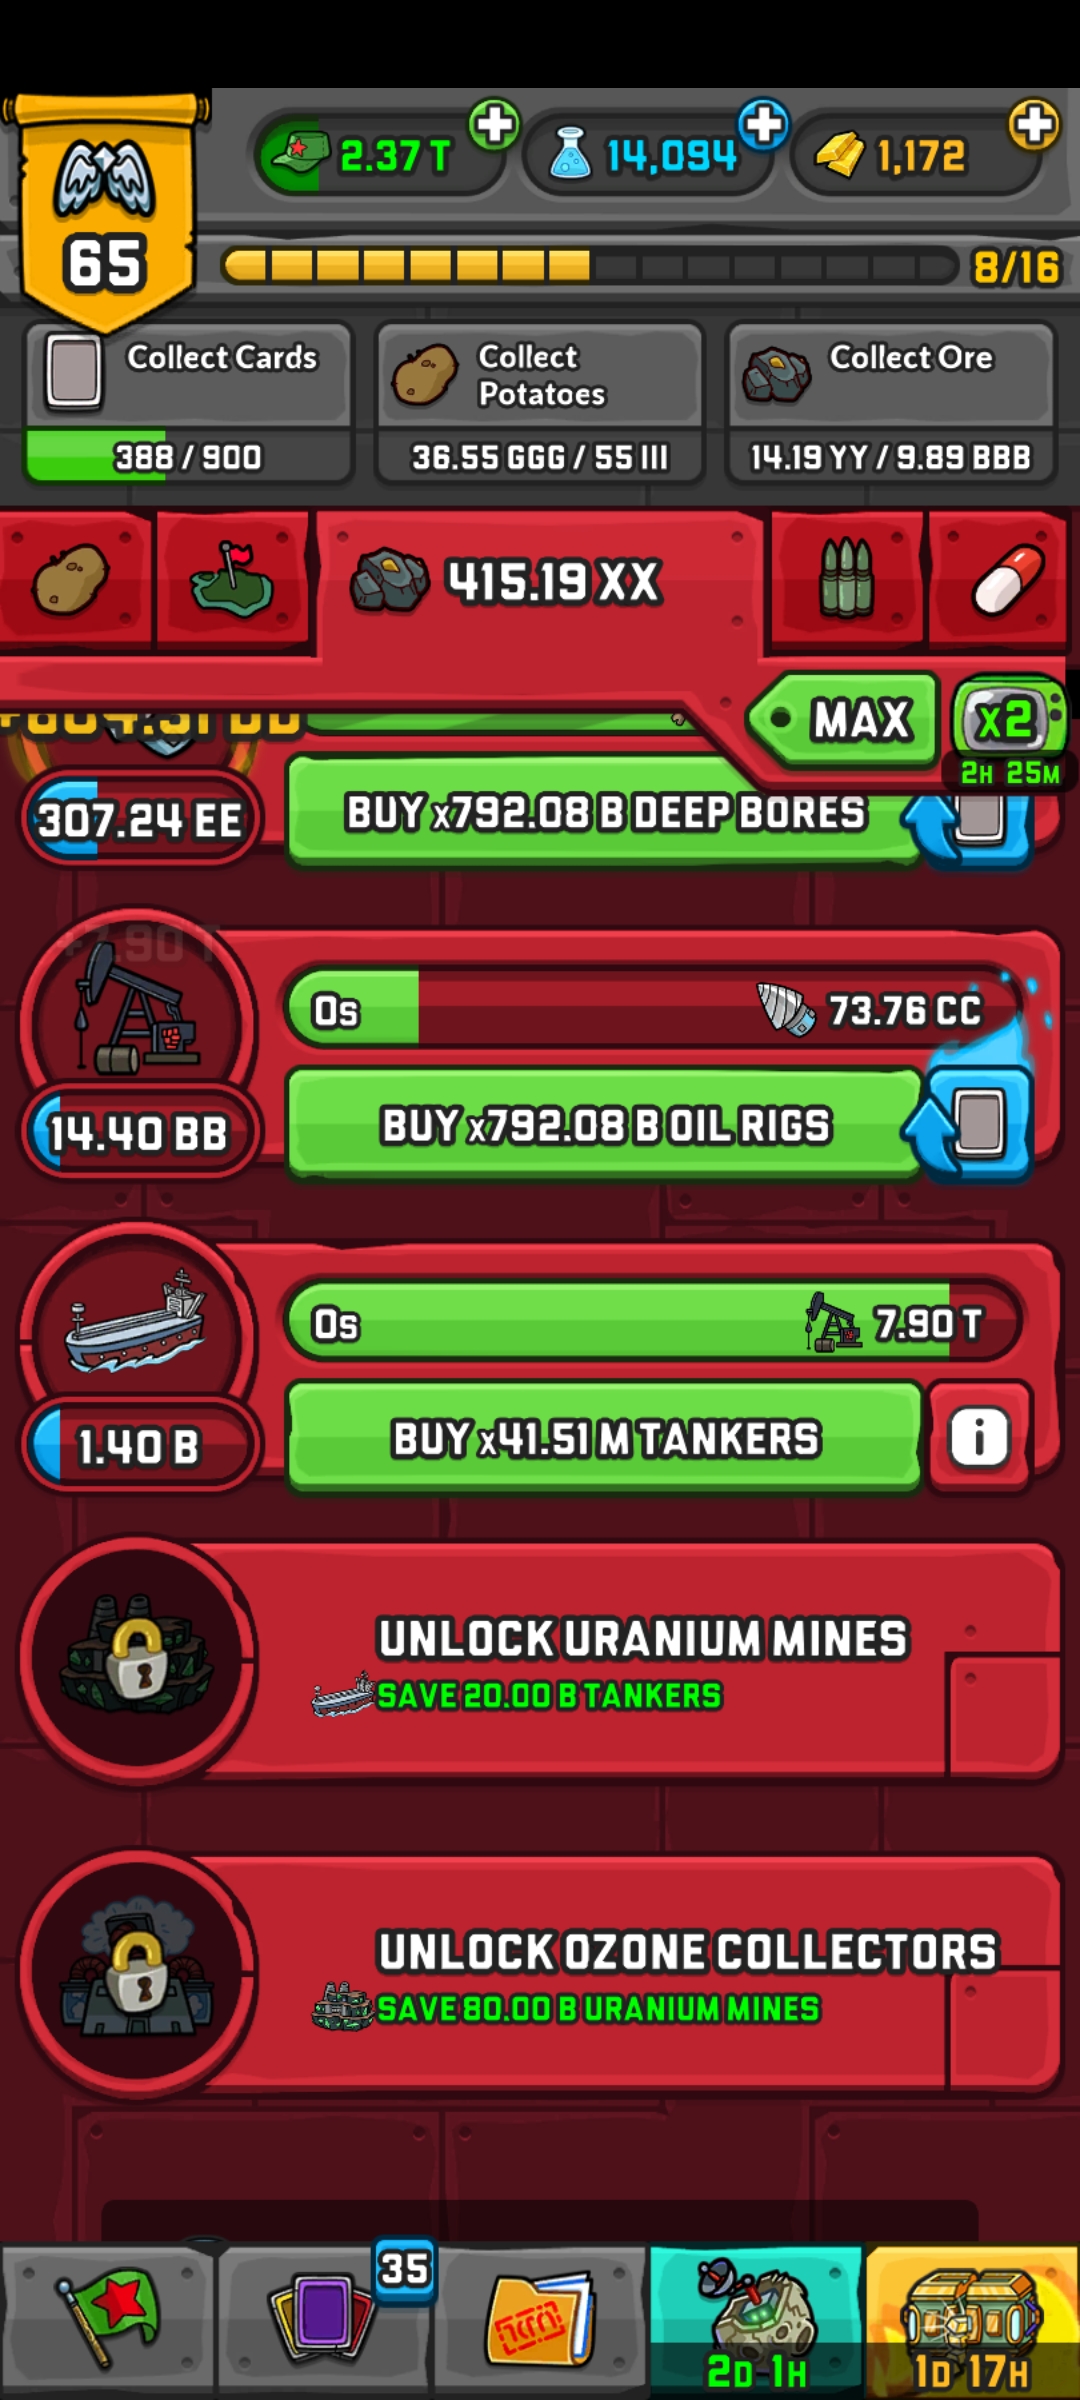 2.37 T
14,094
1,172
65
8/16
Collect Cards
388 / 900
Collect
Potatoes
36.55 GGG / 55 III
Collect Ore
14.19 YY / 9.89 BBB
415.19 XX
MAX
x2
2H 25M
307.24 EE
BUY x792.08 B DEEP BORES
+7.90 T
0s
73.76 CC
14.40 BB
BUY x792.08 B OIL RIGS
0s
7.90 T
1.40 B
BUY x41.51 M TANKERS
i
UNLOCK URANIUM MINES
SAVE 20.00 B TANKERS
UNLOCK OZONE COLLECTORS
SAVE 80.00 B URANIUM MINES
35
2D 1H
1D 17H